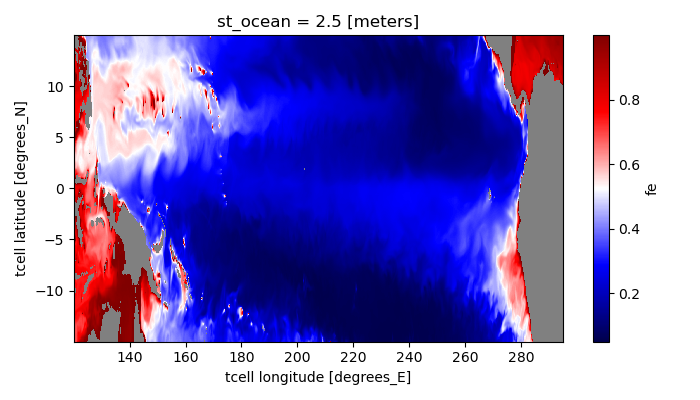 st_ocean = 2.5 [meters]
tcell latitude [degrees_N]
10
5
0
−5
−10
140 160 180 200 220 240 260 280
tcell longitude [degrees_E]
0.8
0.6
0.4
0.2
fe